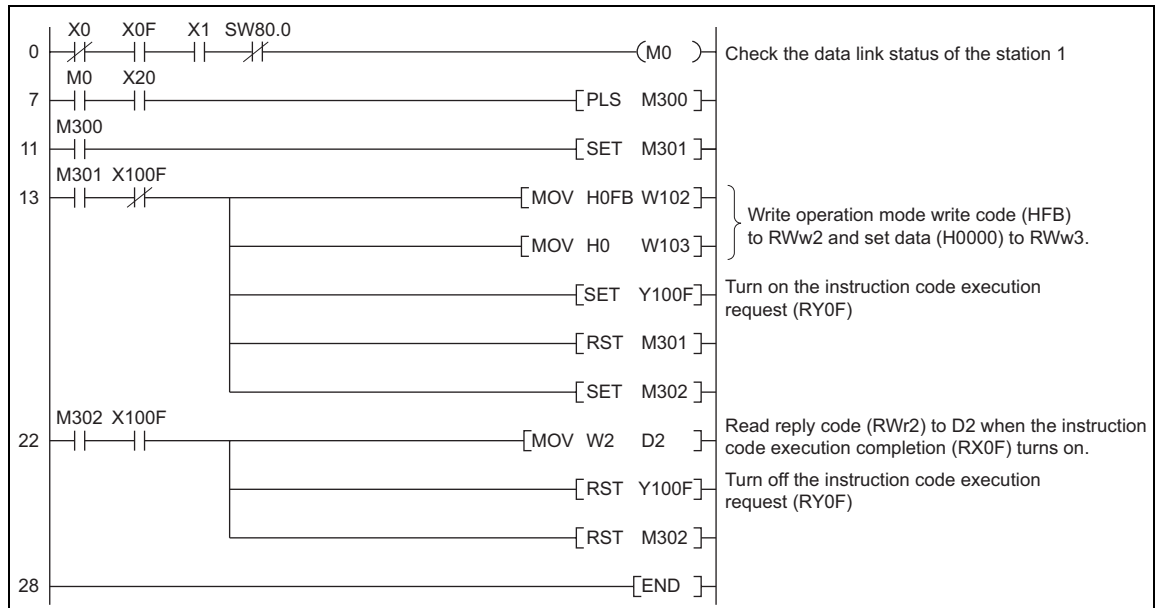 X0 X0F X1 SW80.0
0 (M0 ) Check the data link status of the station 1
M0 X20
7 [PLS M300 ]
M300
11 [SET M301 ]
M301 X100F
13 [MOV H0FB W102 ]
Write operation mode write code (HFB)
to RWw2 and set data (H0000) to RWw3.
[MOV H0 W103 ]
[SET Y100F] Turn on the instruction code execution
request (RY0F)
[RST M301 ]
[SET M302 ]
M302 X100F
22 [MOV W2 D2 ] Read reply code (RWr2) to D2 when the instruction
code execution completion (RX0F) turns on.
[RST Y100F] Turn off the instruction code execution
request (RY0F)
[RST M302 ]
28 [END ]